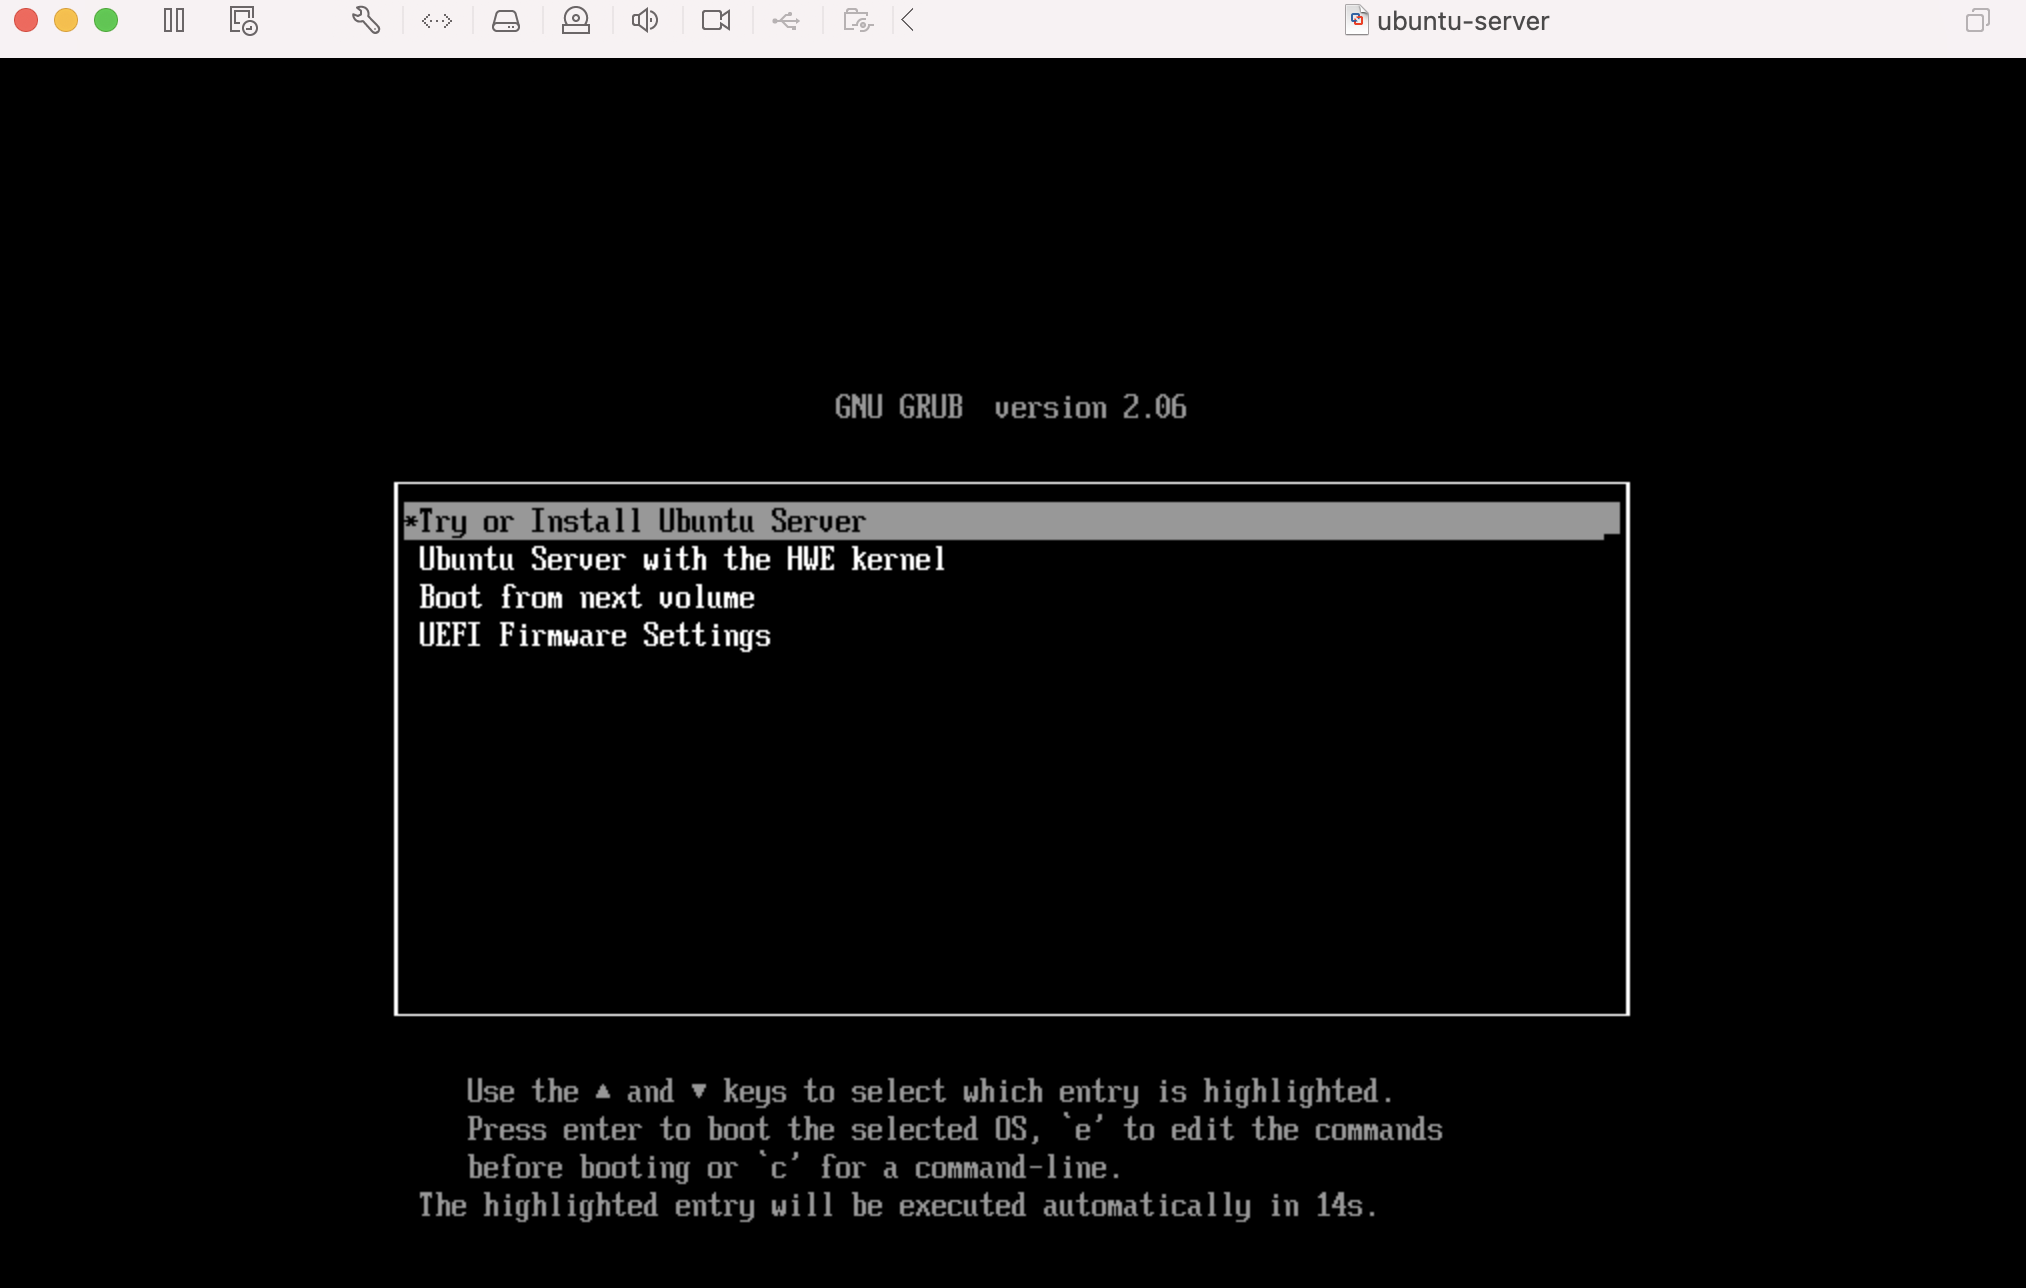 ubuntu-server
GNU GRUB  version 2.06
*Try or Install Ubuntu Server
Ubuntu Server with the HWE kernel
Boot from next volume
UEFI Firmware Settings
Use the ▲ and ▼ keys to select which entry is highlighted.
Press enter to boot the selected OS, `e' to edit the commands
before booting or `c' for a command-line.
The highlighted entry will be executed automatically in 14s.